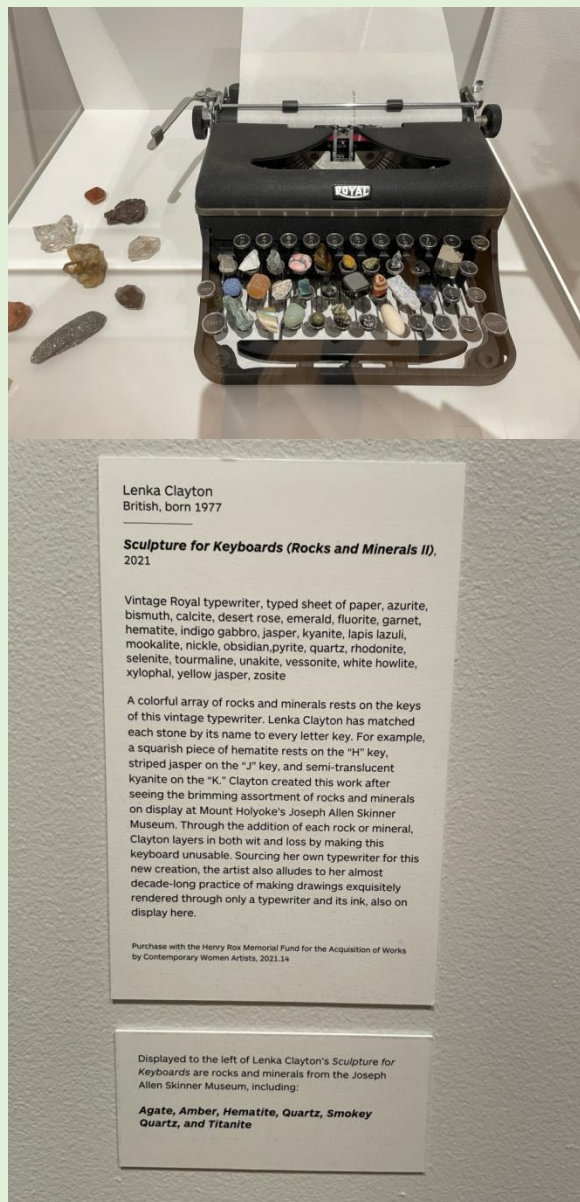 ROYAL
Lenka Clayton
British, born 1977
Sculpture for Keyboards (Rocks and Minerals II),
2021
Vintage Royal typewriter, typed sheet of paper, azurite,
bismuth, calcite, desert rose, emerald, fluorite, garnet,
hematite, indigo gabbro, jasper, kyanite, lapis lazuli,
mookalite, nickle, obsidian,pyrite, quartz, rhodonite,
selenite, tourmaline, unakite, vessonite, white howlite,
xylophal, yellow jasper, zosite
A colorful array of rocks and minerals rests on the keys
of this vintage typewriter. Lenka Clayton has matched
each stone by its name to every letter key. For example,
a squarish piece of hematite rests on the “H” key,
striped jasper on the “J” key, and semi-translucent
kyanite on the “K.” Clayton created this work after
seeing the brimming assortment of rocks and minerals
on display at Mount Holyoke's Joseph Allen Skinner
Museum. Through the addition of each rock or mineral,
Clayton layers in both wit and loss by making this
keyboard unusable. Sourcing her own typewriter for this
new creation, the artist also alludes to her almost
decade-long practice of making drawings exquisitely
rendered through only a typewriter and its ink, also on
display here.
Purchase with the Henry Rox Memorial Fund for the Acquisition of Works
by Contemporary Women Artists, 2021.14
Displayed to the left of Lenka Clayton's Sculpture for
Keyboards are rocks and minerals from the Joseph
Allen Skinner Museum, including:
Agate, Amber, Hematite, Quartz, Smokey
Quartz, and Titanite